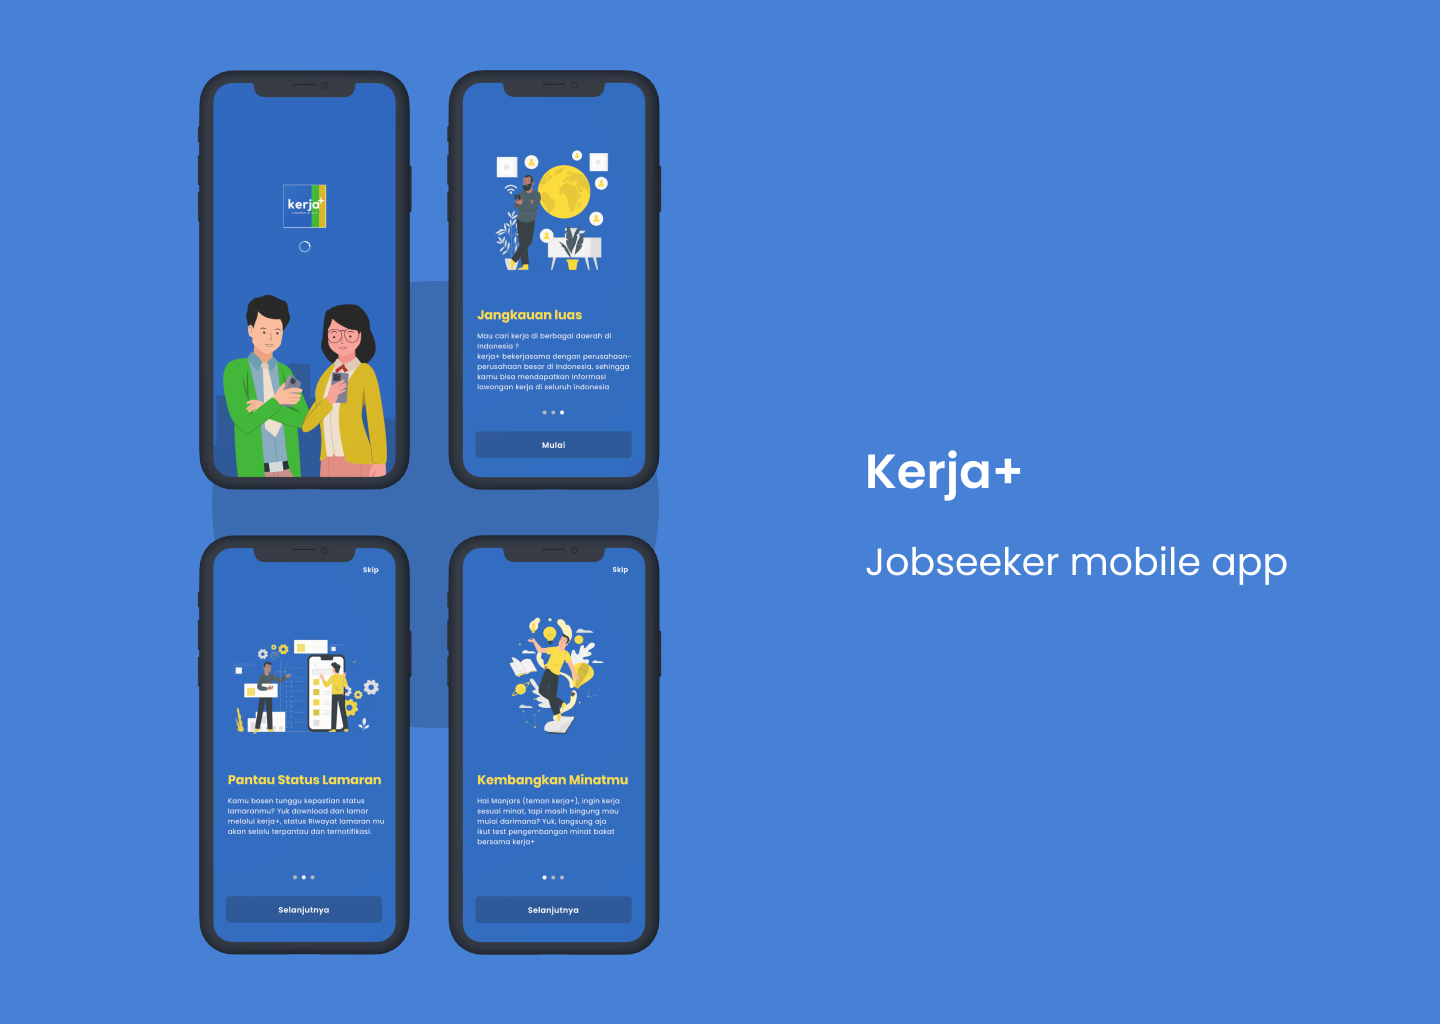 kerja+
Jangkauan luas
Mau cari kerja di berbagai daerah di
Indonesia ?
kerja+ bekerjasama dengan perusahaan-
perusahaan besar di Indonesia, sehingga
kamu bisa mendapatkan informasi
lowongan kerja di seluruh indonesia
Mulai
Kerja+
Jobseeker mobile app
Skip
Pantau Status Lamaran
Kamu bosen tunggu kepastian status
lamaranmu? Yuk download dan lamar
melalui kerja+, status Riwayat lamaran mu
akan selalu terpantau dan ternotifikasi.
Selanjutnya
Skip
Kembangkan Minatmu
Hai Manjars (teman kerja+), ingin kerja
sesuai minat, tapi masih bingung mau
mulai darimana? Yuk, langsung aja
ikut test pengembangan minat bakat
bersama kerja+
Selanjutnya